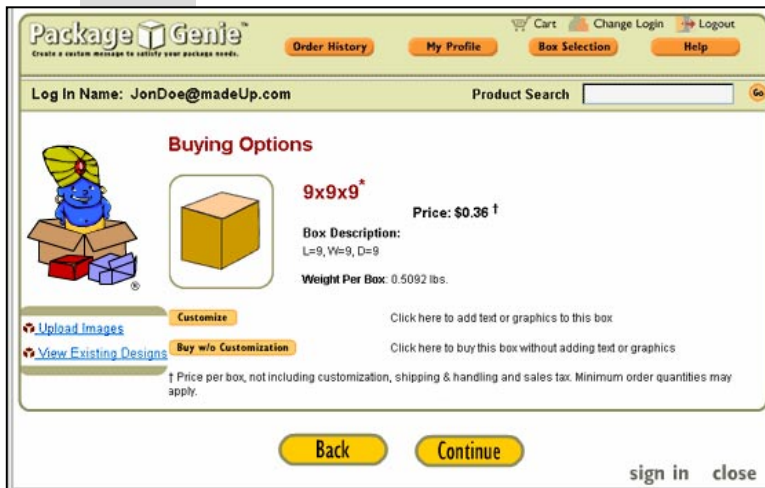 Cart Change Login Logout
Package Genie™
Create a custom message to satisfy your package needs.
Order History My Profile Box Selection Help
Log In Name: JonDoe@madeUp.com Product Search Go
Buying Options
9x9x9*
Price: $0.36 †
Box Description:
L=9, W=9, D=9
Weight Per Box: 0.5092 lbs.
®
Customize Click here to add text or graphics to this box
Upload Images
Buy w/o Customization Click here to buy this box without adding text or graphics
View Existing Designs
† Price per box, not including customization, shipping & handling and sales tax. Minimum order quantities may
apply.
Back Continue
sign in close